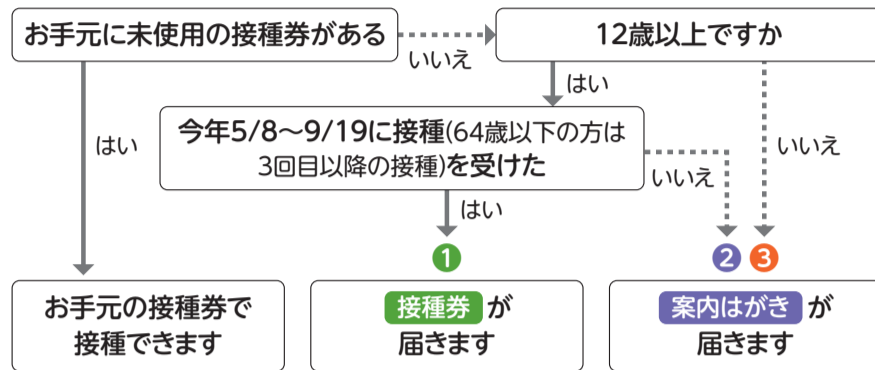 お手元に未使用の接種券がある
いいえ
12歳以上ですか
はい
はい
今年5/8〜9/19に接種(64歳以下の方は
3回目以降の接種)を受けた
いいえ
いいえ
はい
1
2
3
お手元の接種券で
接種できます
接種券 が
届きます
案内はがき が
届きます